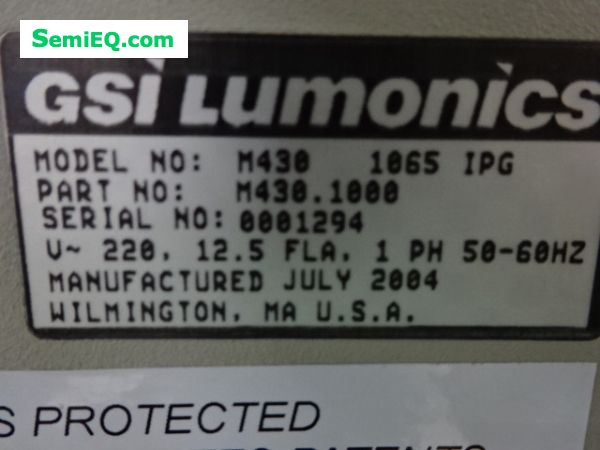 SemiEQ.com
GSi Lumonics
MODEL NO: M430 1065 IPG
PART NO: M430.1000
SERIAL NO: 0001294
V~ 220, 12.5 FLA, 1 PH 50-60HZ
MANUFACTURED JULY 2004
WILMINGTON, MA U.S.A.
PROTECTED
PATENTS